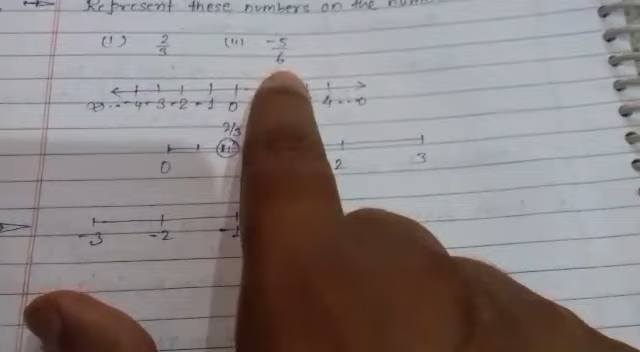 Represent these numbers on the
(i) 2/3 (ii) -5/6
-4 -3 -2 -1 0 4
2/3
0 2 3
-3 -2 -1